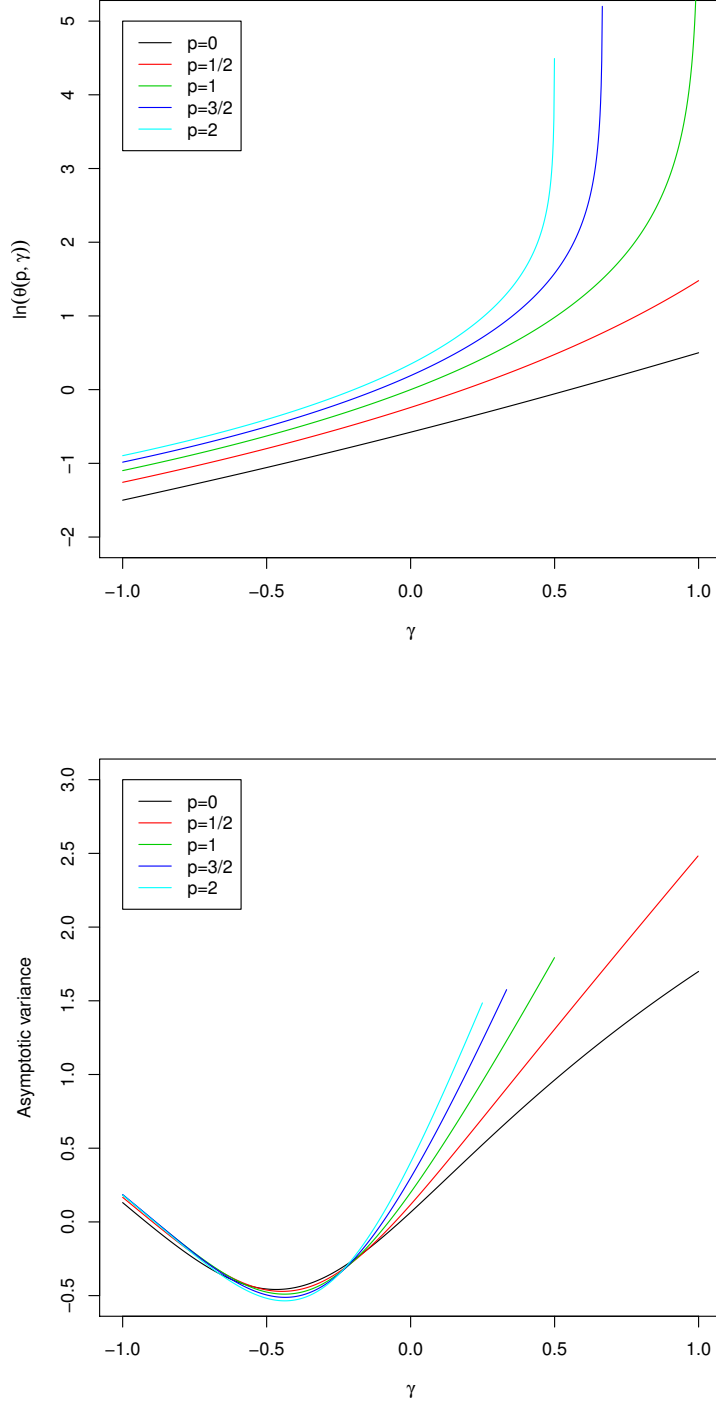 ln(θ(p, γ))
5
4
3
2
1
0
−1
−2
p=0
p=1/2
p=1
p=3/2
p=2
−1.0 −0.5 0.0 0.5 1.0
γ
Asymptotic variance
3.0
2.5
2.0
1.5
1.0
0.5
0.0
−0.5
p=0
p=1/2
p=1
p=3/2
p=2
−1.0 −0.5 0.0 0.5 1.0
γ